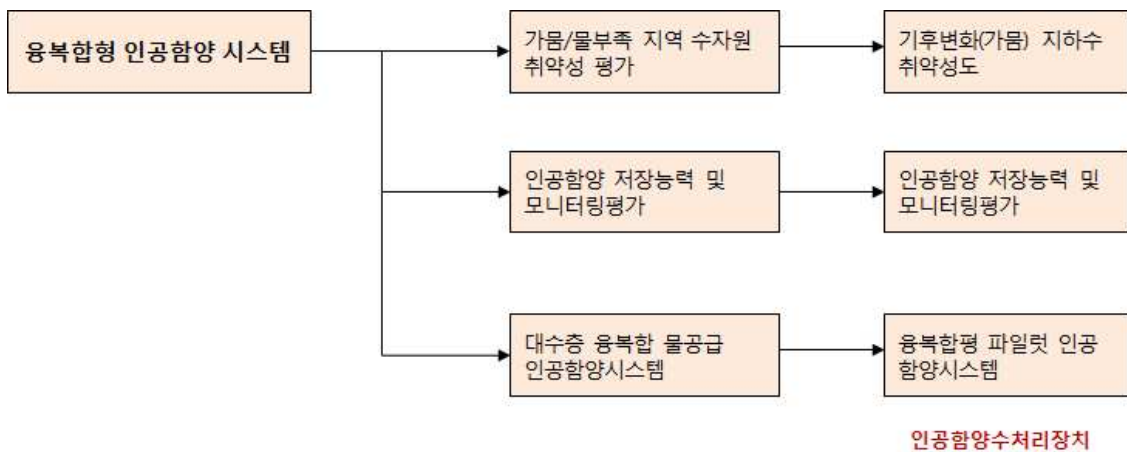 융복합형 인공함양 시스템
가뭄/물부족 지역 수자원
취약성 평가
기후변화(가뭄) 지하수
취약성도
인공함양 저장능력 및
모니터링평가
인공함양 저장능력 및
모니터링평가
대수층 융복합 물공급
인공함양시스템
융복합평 파일럿 인공
함양시스템
인공함양수처리장치